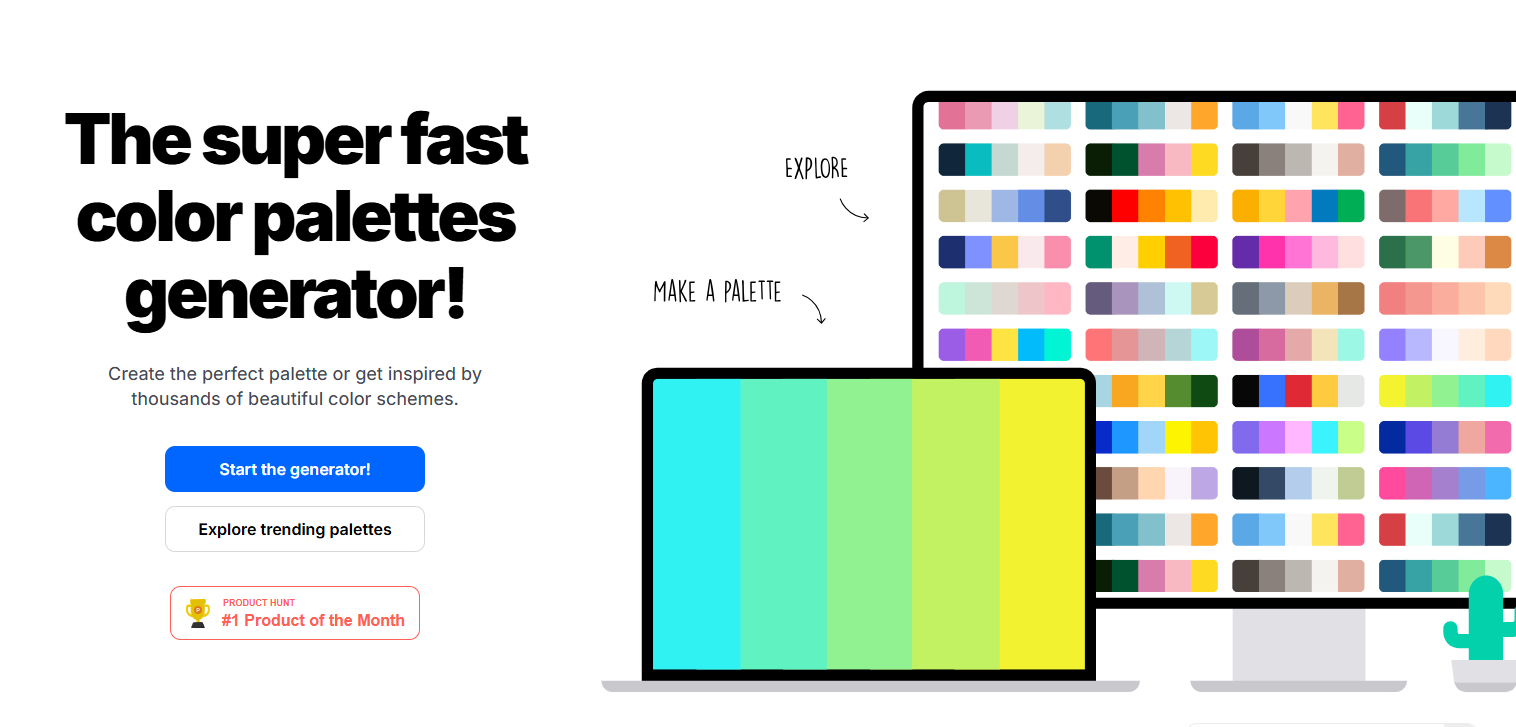 The super fast
color palettes
generator!
Create the perfect palette or get inspired by
thousands of beautiful color schemes.
Start the generator!
Explore trending palettes
PRODUCT HUNT
#1 Product of the Month
EXPLORE
MAKE A PALETTE